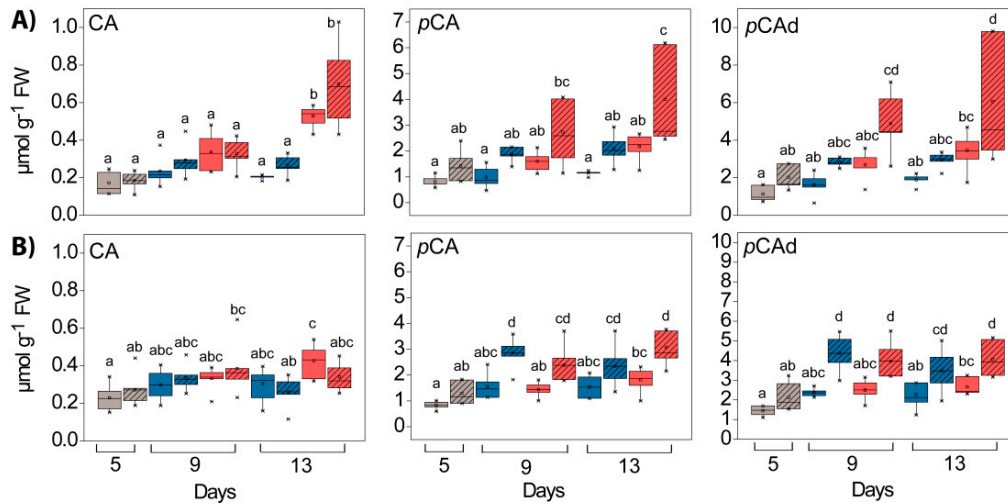 A)
μmol g⁻¹ FW
1.0
0.8
0.6
0.4
0.2
0.0
CA
a a a a a a a a b b
7
6
5
4
3
2
1
0
pCA
a ab a ab ab bc a ab ab c
10
8
6
4
2
0
pCAd
a ab ab abc abc cd ab abc bc d
B)
μmol g⁻¹ FW
1.0
0.8
0.6
0.4
0.2
0.0
CA
a ab abc abc abc bc abc ab c abc
7
6
5
4
3
2
1
0
pCA
a ab abc d ab cd abc cd abc d
10
9
8
7
6
5
4
3
2
1
0
pCAd
a ab abc d abc d abc cd abc d
5 9 13
Days
5 9 13
Days
5 9 13
Days